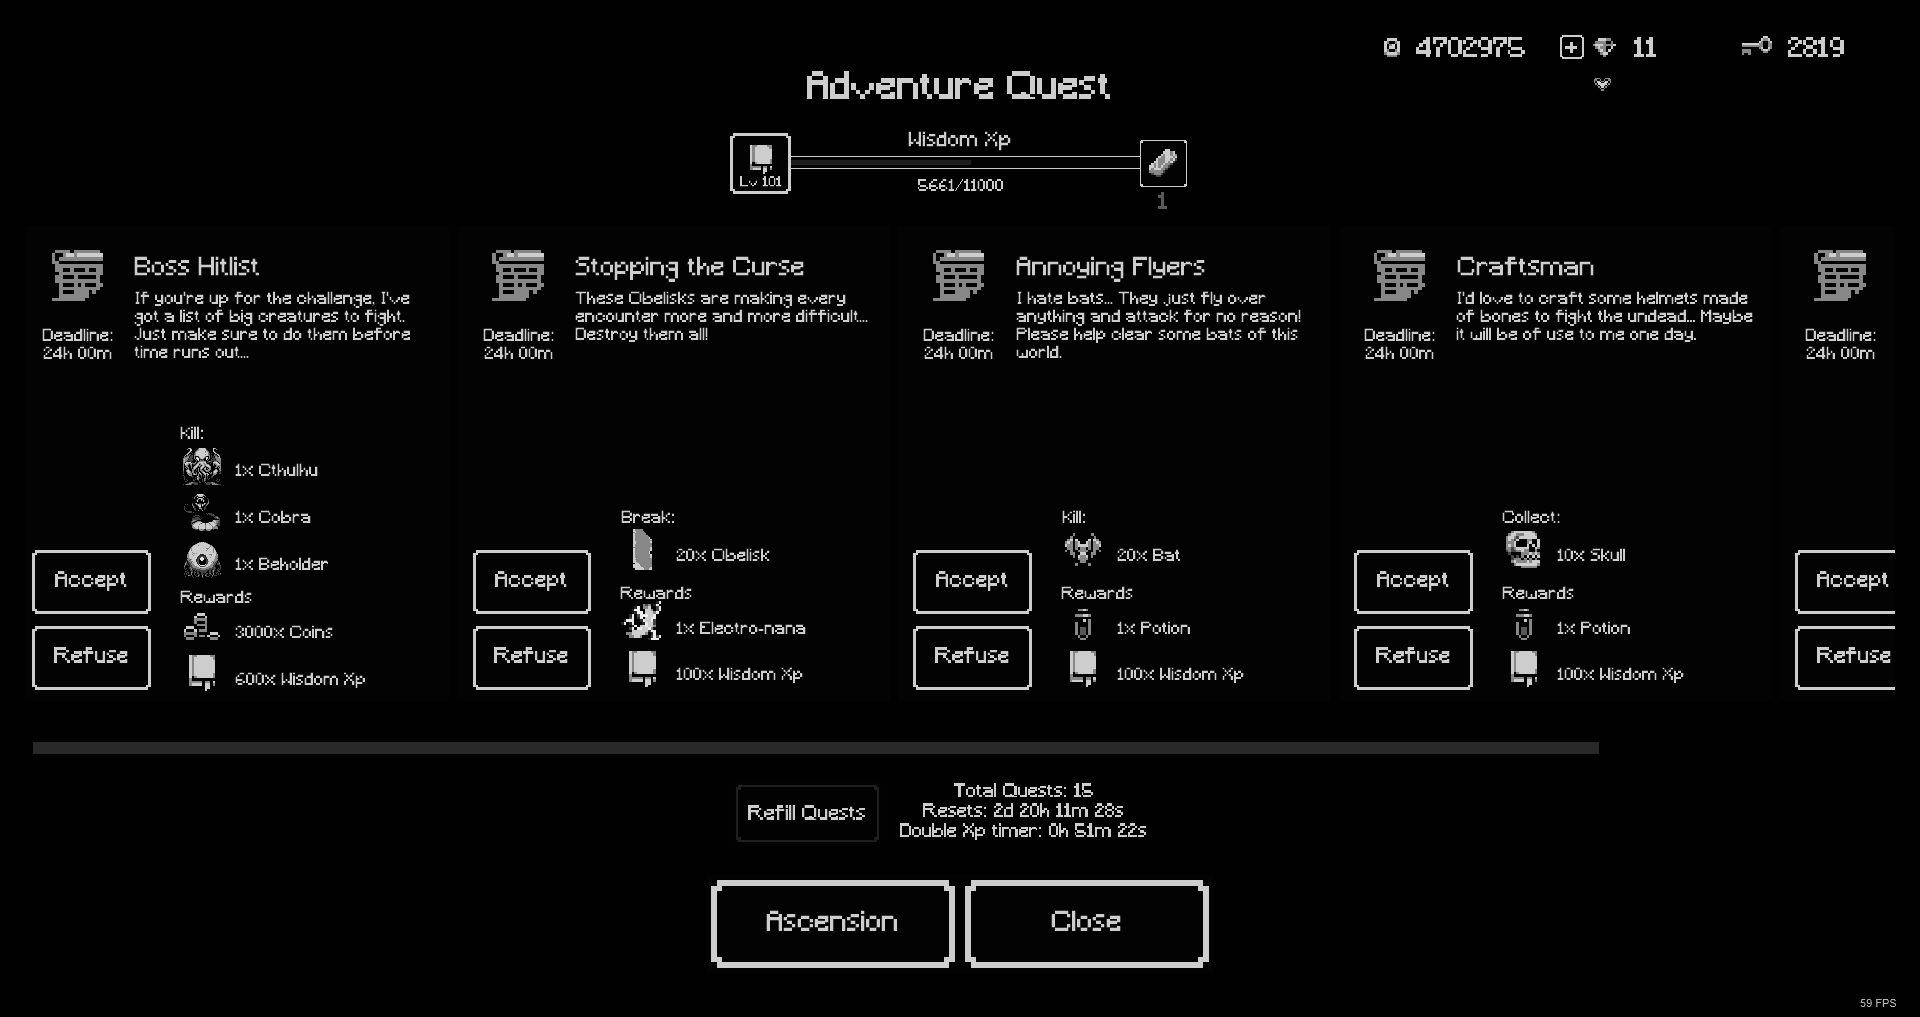 4702975
11
2819
Adventure Quest
Wisdom Xp
Lv 101
5661/11000
1
Boss Hitlist
If you're up for the challenge, I've
got a list of big creatures to fight.
Just make sure to do them before
time runs out...
Deadline:
24h 00m
Kill:
1x Cthulhu
1x Cobra
1x Beholder
Rewards
3000x Coins
600x Wisdom Xp
Accept
Refuse
Stopping the Curse
These Obelisks are making every
encounter more and more difficult...
Destroy them all!
Deadline:
24h 00m
Break:
20x Obelisk
Rewards
1x Electro-nana
100x Wisdom Xp
Accept
Refuse
Annoying Flyers
I hate bats... They just fly over
anything and attack for no reason!
Please help clear some bats of this
world.
Deadline:
24h 00m
Kill:
20x Bat
Rewards
1x Potion
100x Wisdom Xp
Accept
Refuse
Craftsman
I'd love to craft some helmets made
of bones to fight the undead... Maybe
it will be of use to me one day.
Deadline:
24h 00m
Collect:
10x Skull
Rewards
1x Potion
100x Wisdom Xp
Accept
Refuse
Deadline:
24h 00m
Accept
Refuse
Refill Quests
Total Quests: 15
Resets: 2d 20h 11m 28s
Double Xp timer: 0h 51m 22s
Ascension
Close
59 FPS